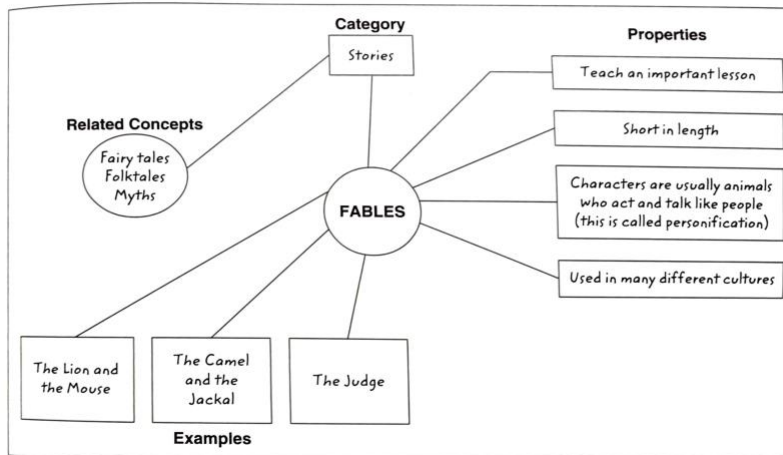 Category
Stories
Properties
Teach an important lesson
Short in length
Characters are usually animals
who act and talk like people
(this is called personification)
Used in many different cultures
Related Concepts
Fairy tales
Folktales
Myths
FABLES
The Lion and
the Mouse
The Camel
and the
Jackal
The Judge
Examples